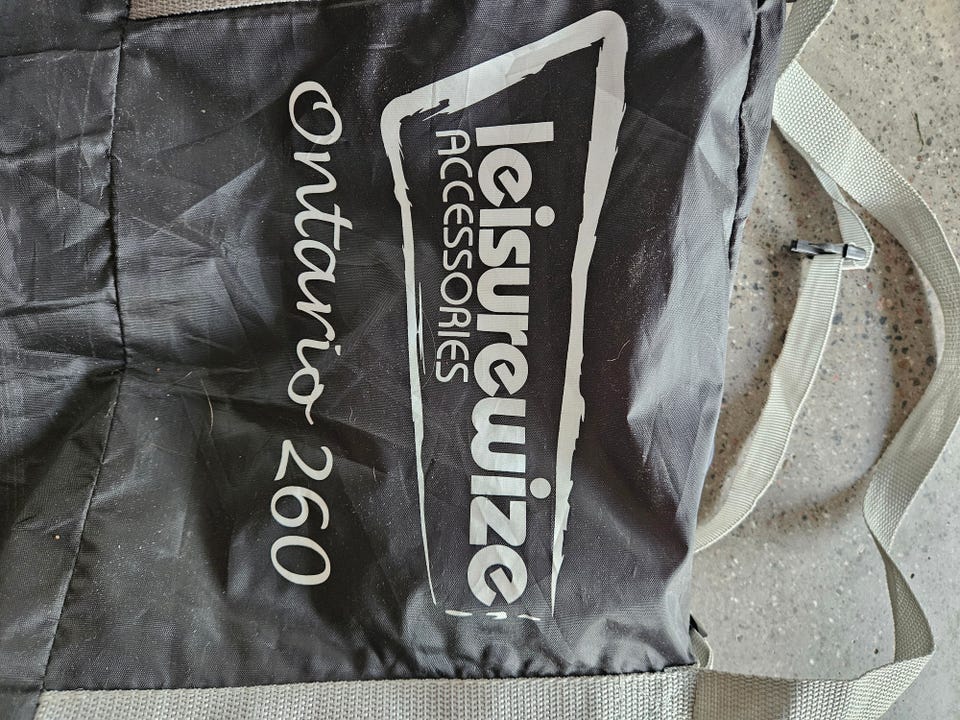 leisurewize
ACCESSORIES
Ontario 260